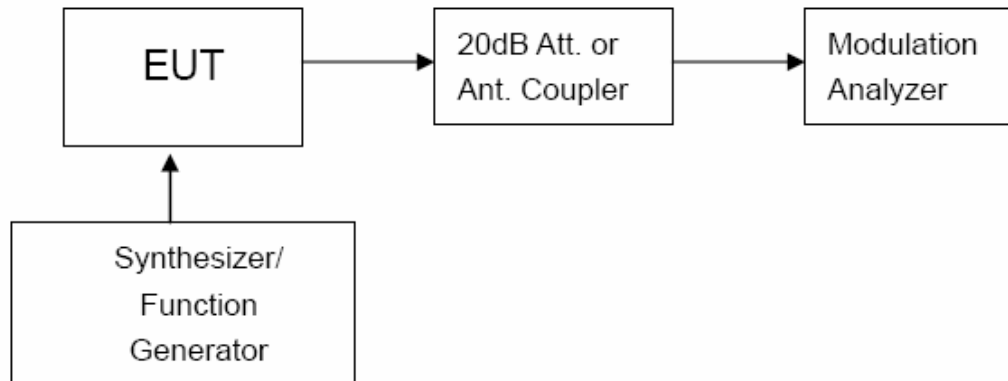 EUT
20dB Att. or
Ant. Coupler
Modulation
Analyzer
Synthesizer/
Function
Generator